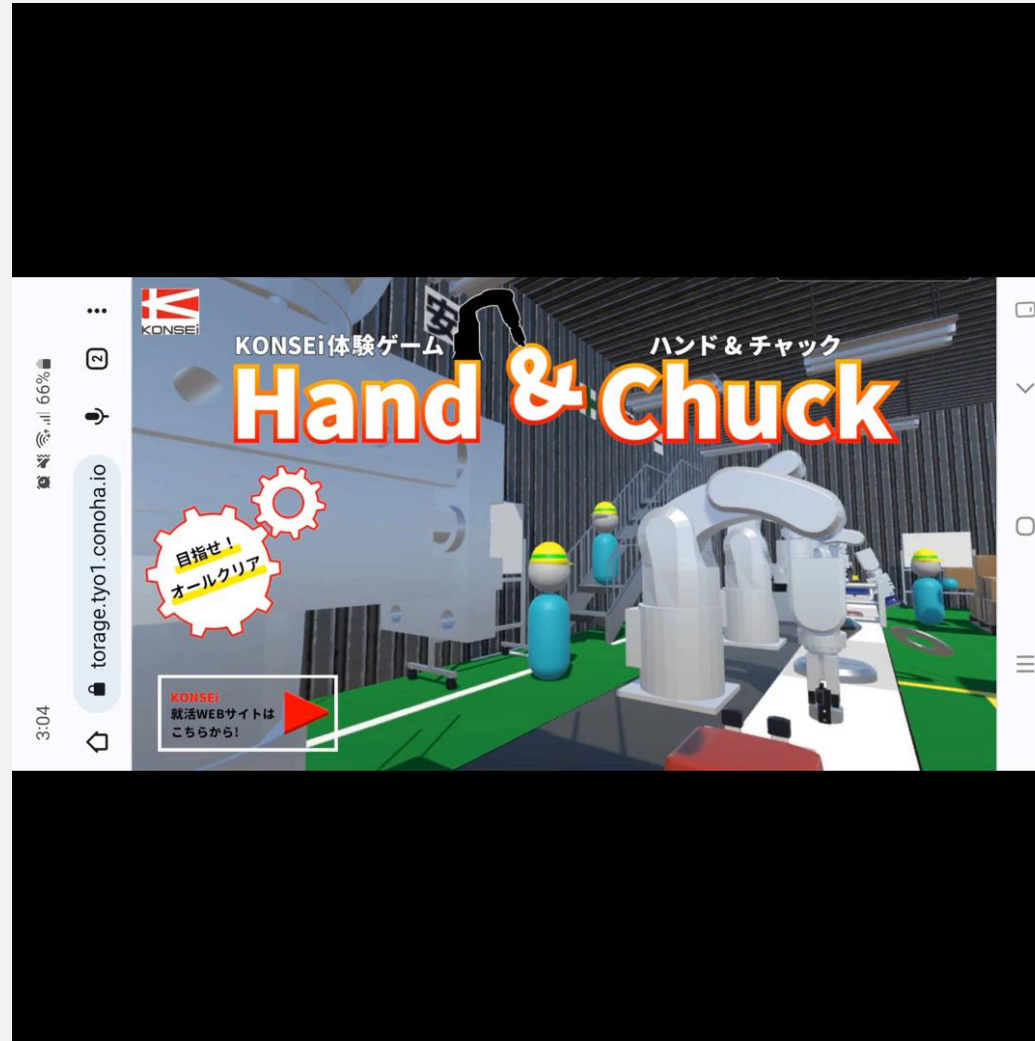 3:04
66%
torage.tyo1.conoha.io
2
KONSEi
安
KONSEi体験ゲーム
ハンド＆チャック
Hand & Chuck
目指せ！
オールクリア
KONSEi
就活WEBサイトは
こちらから!